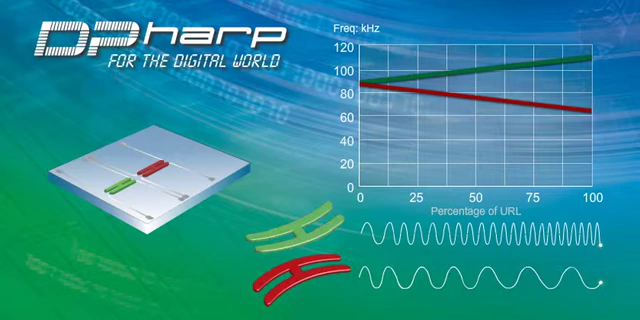 DPharp
FOR THE DIGITAL WORLD
Freq: kHz
120
100
80
60
40
20
0
0 25 50 75 100
Percentage of URL